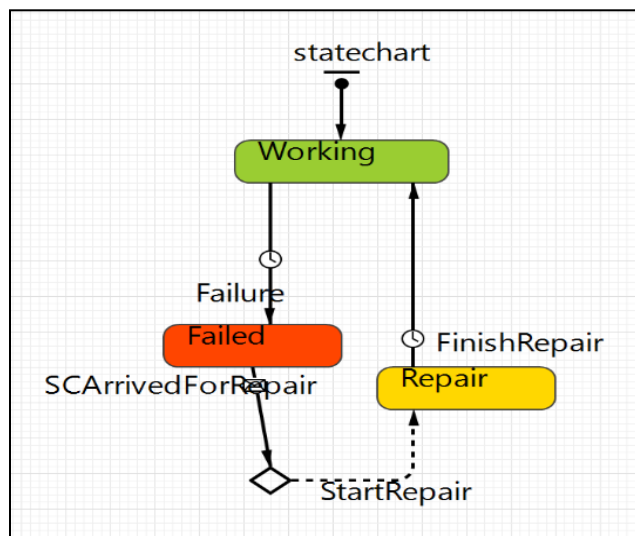 statechart
Working
Failure
Failed
FinishRepair
SCArrivedForRepair
Repair
StartRepair